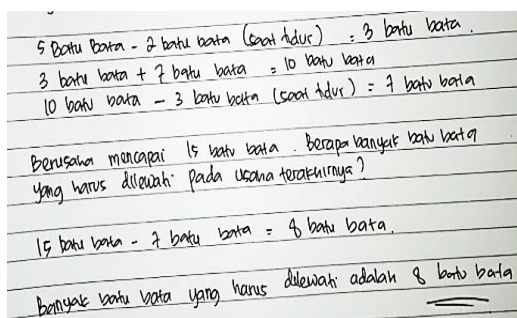 5 Batu Bata - 2 batu bata (saat tidur) = 3 batu bata.
3 batu bata + 7 batu bata = 10 batu bata
10 batu bata - 3 batu bata (saat tidur) = 7 batu bata
Berusaha mencapai 15 batu bata. Berapa banyak batu bata
yang harus dilewati pada usaha terakhirnya?
15 batu bata - 7 batu bata = 8 batu bata.
Banyak batu bata yang harus dilewati adalah 8 batu bata